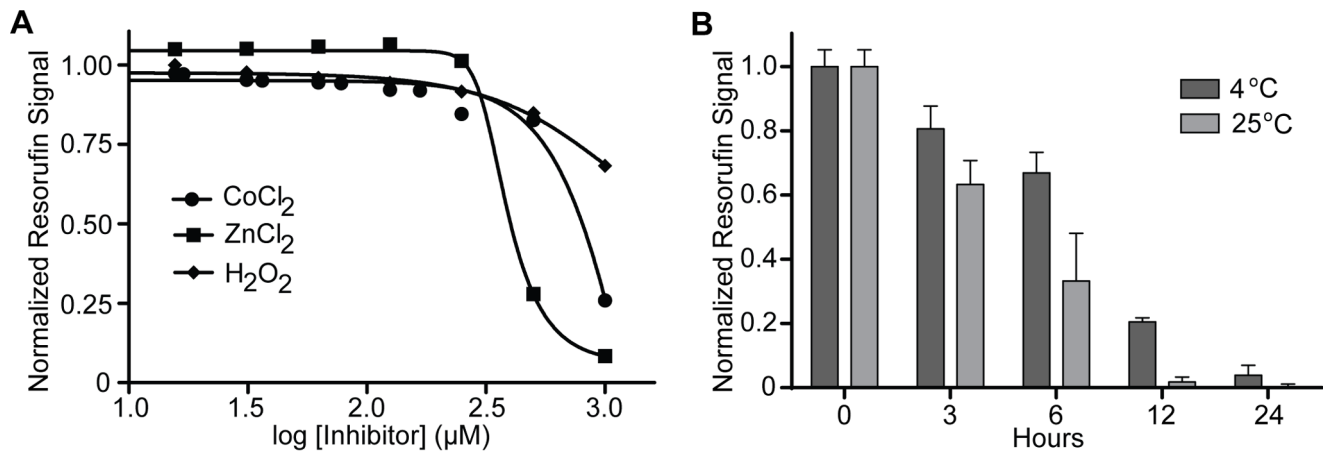 A
Normalized Resorufin Signal
1.00
0.75
0.50
0.25
0
CoCl2
ZnCl2
H2O2
1.0 1.5 2.0 2.5 3.0
log [Inhibitor] (µM)
B
Normalized Resorufin Signal
1.0
0.8
0.6
0.4
0.2
0
4°C
25°C
0 3 6 12 24
Hours